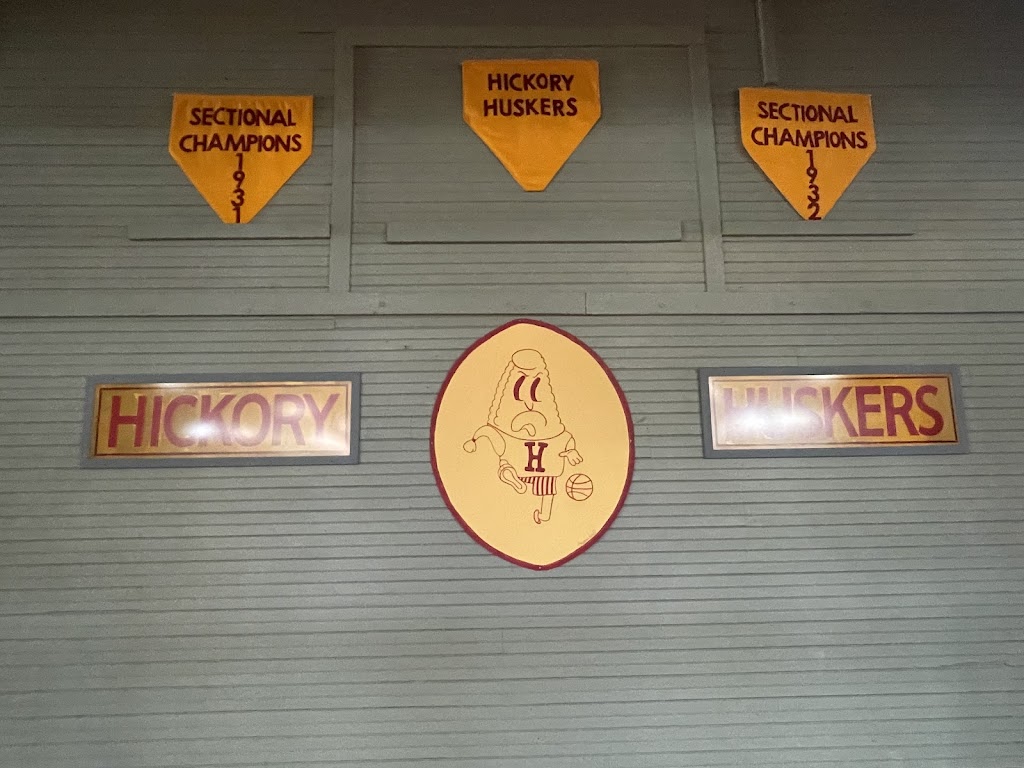 SECTIONAL
CHAMPIONS
1
9
3
1
HICKORY
HUSKERS
SECTIONAL
CHAMPIONS
1
9
3
2
HICKORY
H
HUSKERS